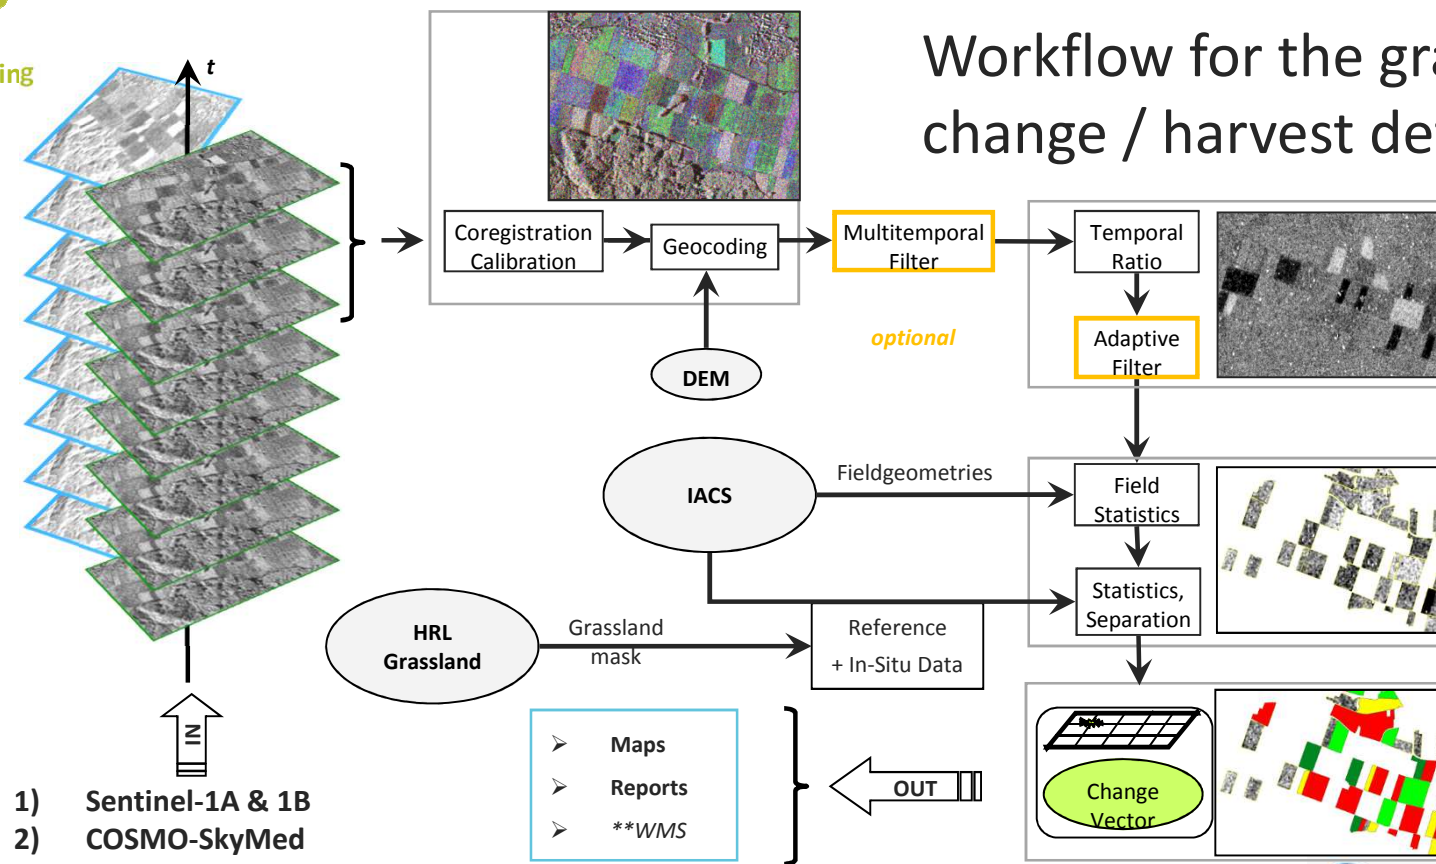 ing
t
Workflow for the gra
change / harvest de
Coregistration
Calibration
Geocoding
Multitemporal
Filter
Temporal
Ratio
optional
Adaptive
Filter
DEM
IACS
Fieldgeometries
Field
Statistics
Statistics,
Separation
HRL
Grassland
Grassland
mask
Reference
+ In-Situ Data
IN
1) Sentinel-1A & 1B
2) COSMO-SkyMed
➢ Maps
➢ Reports
➢ **WMS
OUT
Change
Vector